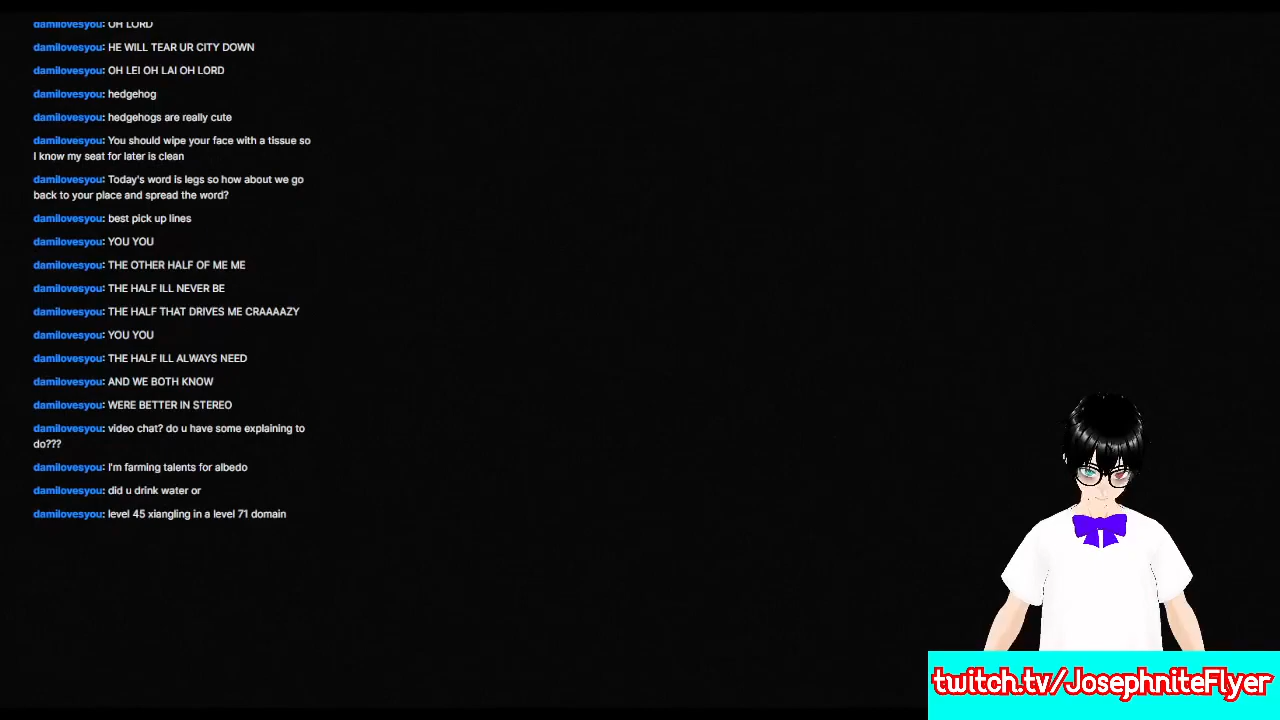 damilovesyou: OH LORD
damilovesyou: HE WILL TEAR UR CITY DOWN
damilovesyou: OH LEI OH LAI OH LORD
damilovesyou: hedgehog
damilovesyou: hedgehogs are really cute
damilovesyou: You should wipe your face with a tissue so
I know my seat for later is clean
damilovesyou: Today's word is legs so how about we go
back to your place and spread the word?
damilovesyou: best pick up lines
damilovesyou: YOU YOU
damilovesyou: THE OTHER HALF OF ME ME
damilovesyou: THE HALF ILL NEVER BE
damilovesyou: THE HALF THAT DRIVES ME CRAAAAZY
damilovesyou: YOU YOU
damilovesyou: THE HALF ILL ALWAYS NEED
damilovesyou: AND WE BOTH KNOW
damilovesyou: WERE BETTER IN STEREO
damilovesyou: video chat? do u have some explaining to
do???
damilovesyou: I'm farming talents for albedo
damilovesyou: did u drink water or
damilovesyou: level 45 xiangling in a level 71 domain
twitch.tv/JosephniteFlyer